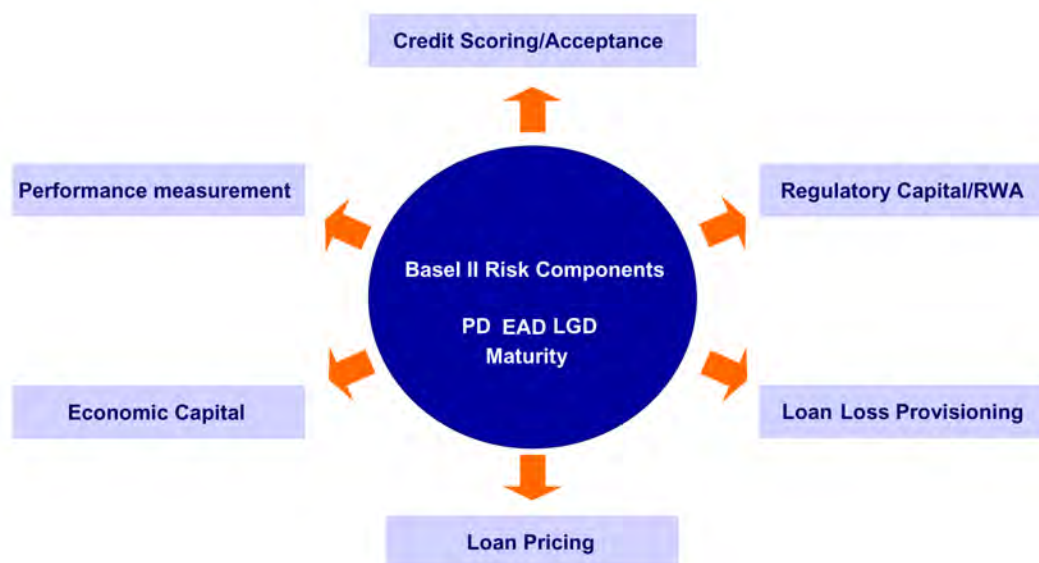 Credit Scoring/Acceptance
Performance measurement
Regulatory Capital/RWA
Basel II Risk Components
PD EAD LGD
Maturity
Economic Capital
Loan Loss Provisioning
Loan Pricing